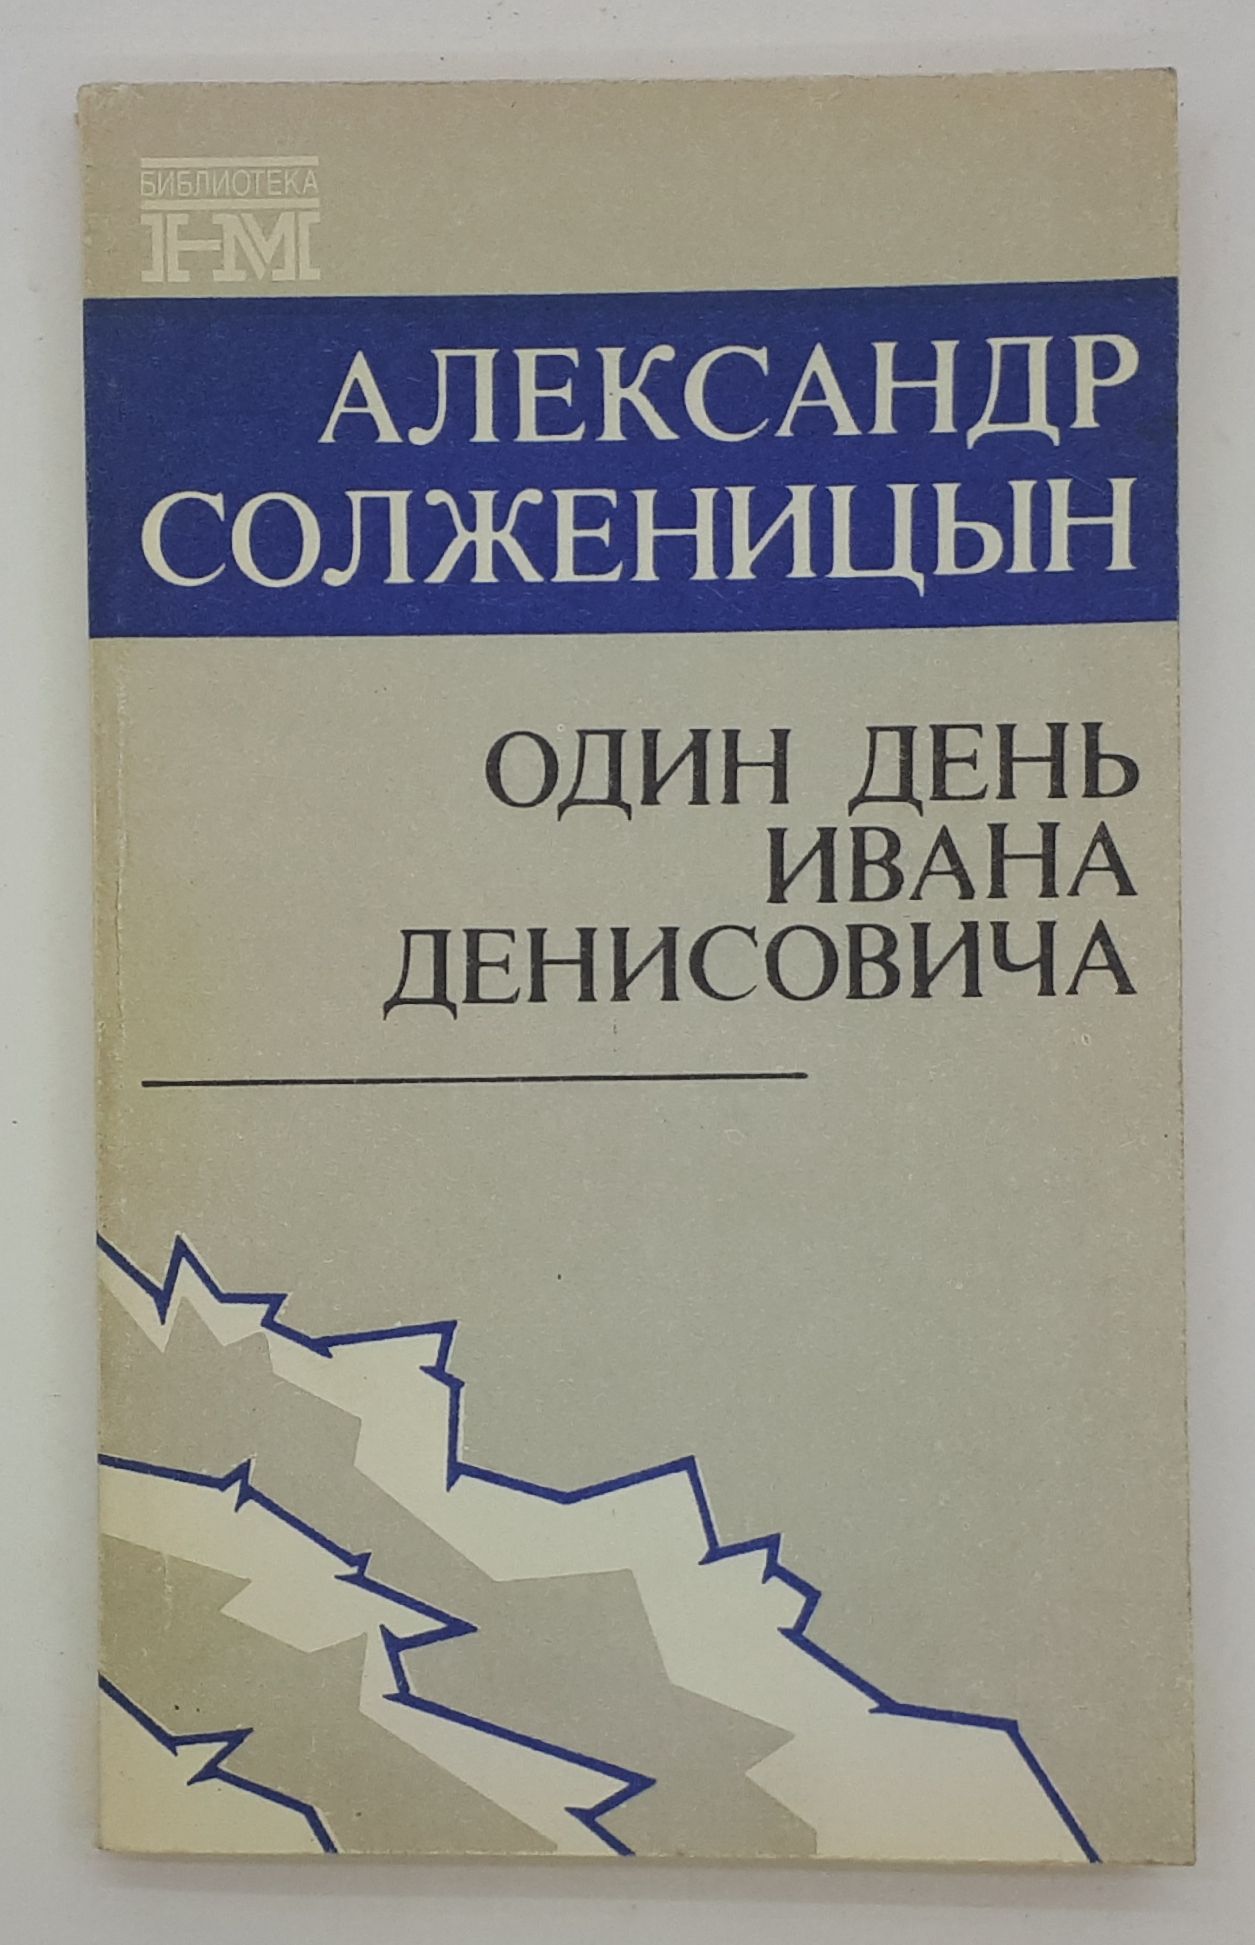 БИБЛИОТЕКА
НМ
АЛЕКСАНДР
СОЛЖЕНИЦЫН
ОДИН ДЕНЬ
ИВАНА
ДЕНИСОВИЧА